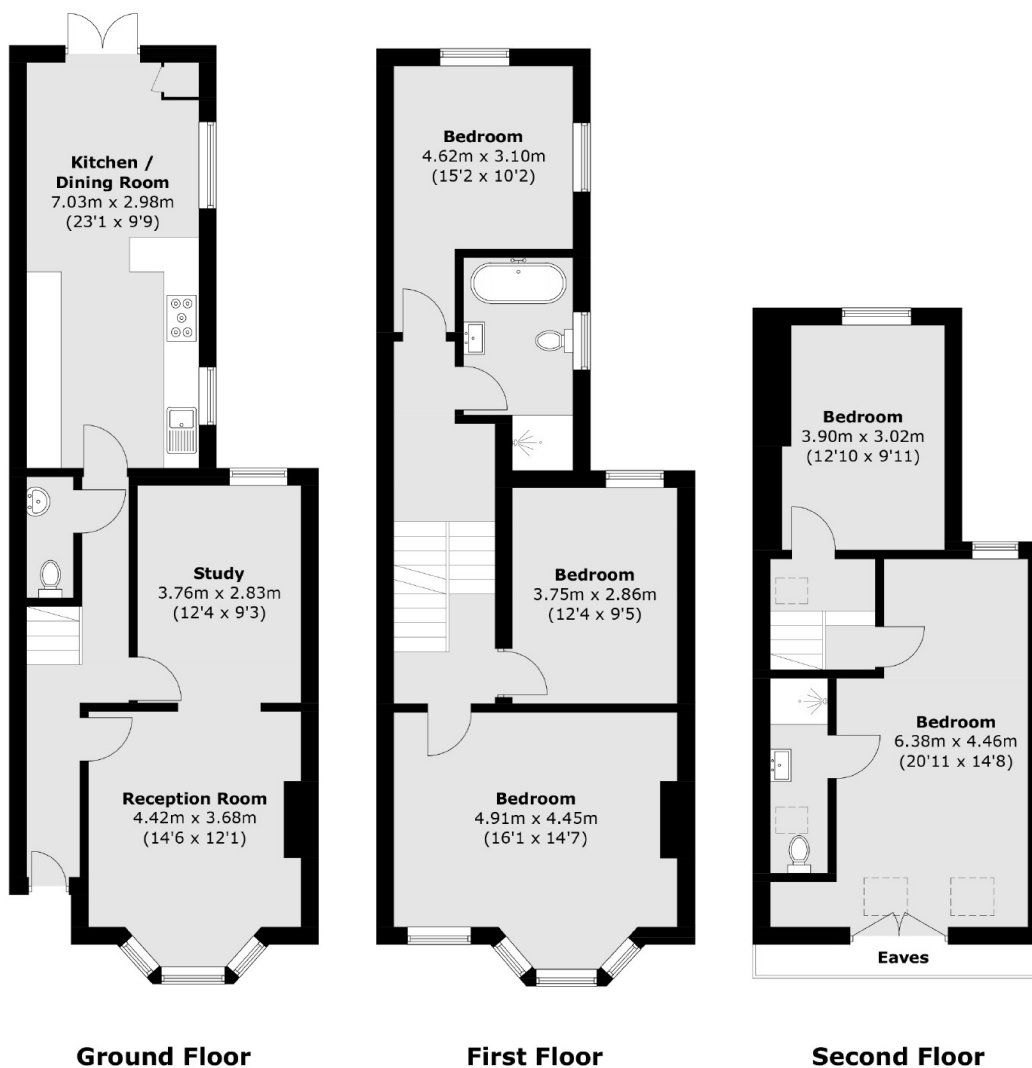 Kitchen /
Dining Room
7.03m x 2.98m
(23'1 x 9'9)
Study
3.76m x 2.83m
(12'4 x 9'3)
Reception Room
4.42m x 3.68m
(14'6 x 12'1)
Ground Floor
Bedroom
4.62m x 3.10m
(15'2 x 10'2)
Bedroom
3.75m x 2.86m
(12'4 x 9'5)
Bedroom
4.91m x 4.45m
(16'1 x 14'7)
First Floor
Bedroom
3.90m x 3.02m
(12'10 x 9'11)
Bedroom
6.38m x 4.46m
(20'11 x 14'8)
Eaves
Second Floor